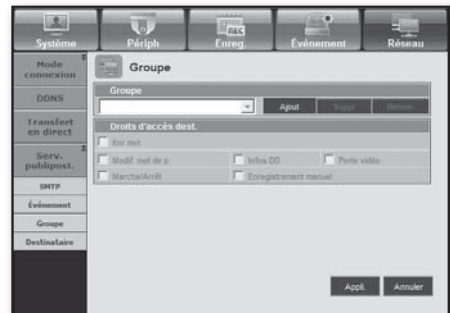 Système Périph Enreg. Événement Réseau
Mode
connexion
DDNS
Transfert
en direct
Serv.
publipost.
SMTP
Événement
Groupe
Destinataire
Groupe
Groupe
Ajout Suppr
Droits d'accès dest.
Enr mvt
Modif. mot de p Infos DD Perte vidéo
Marche/Arrêt Enregistrement manuel
Appl. Annuler